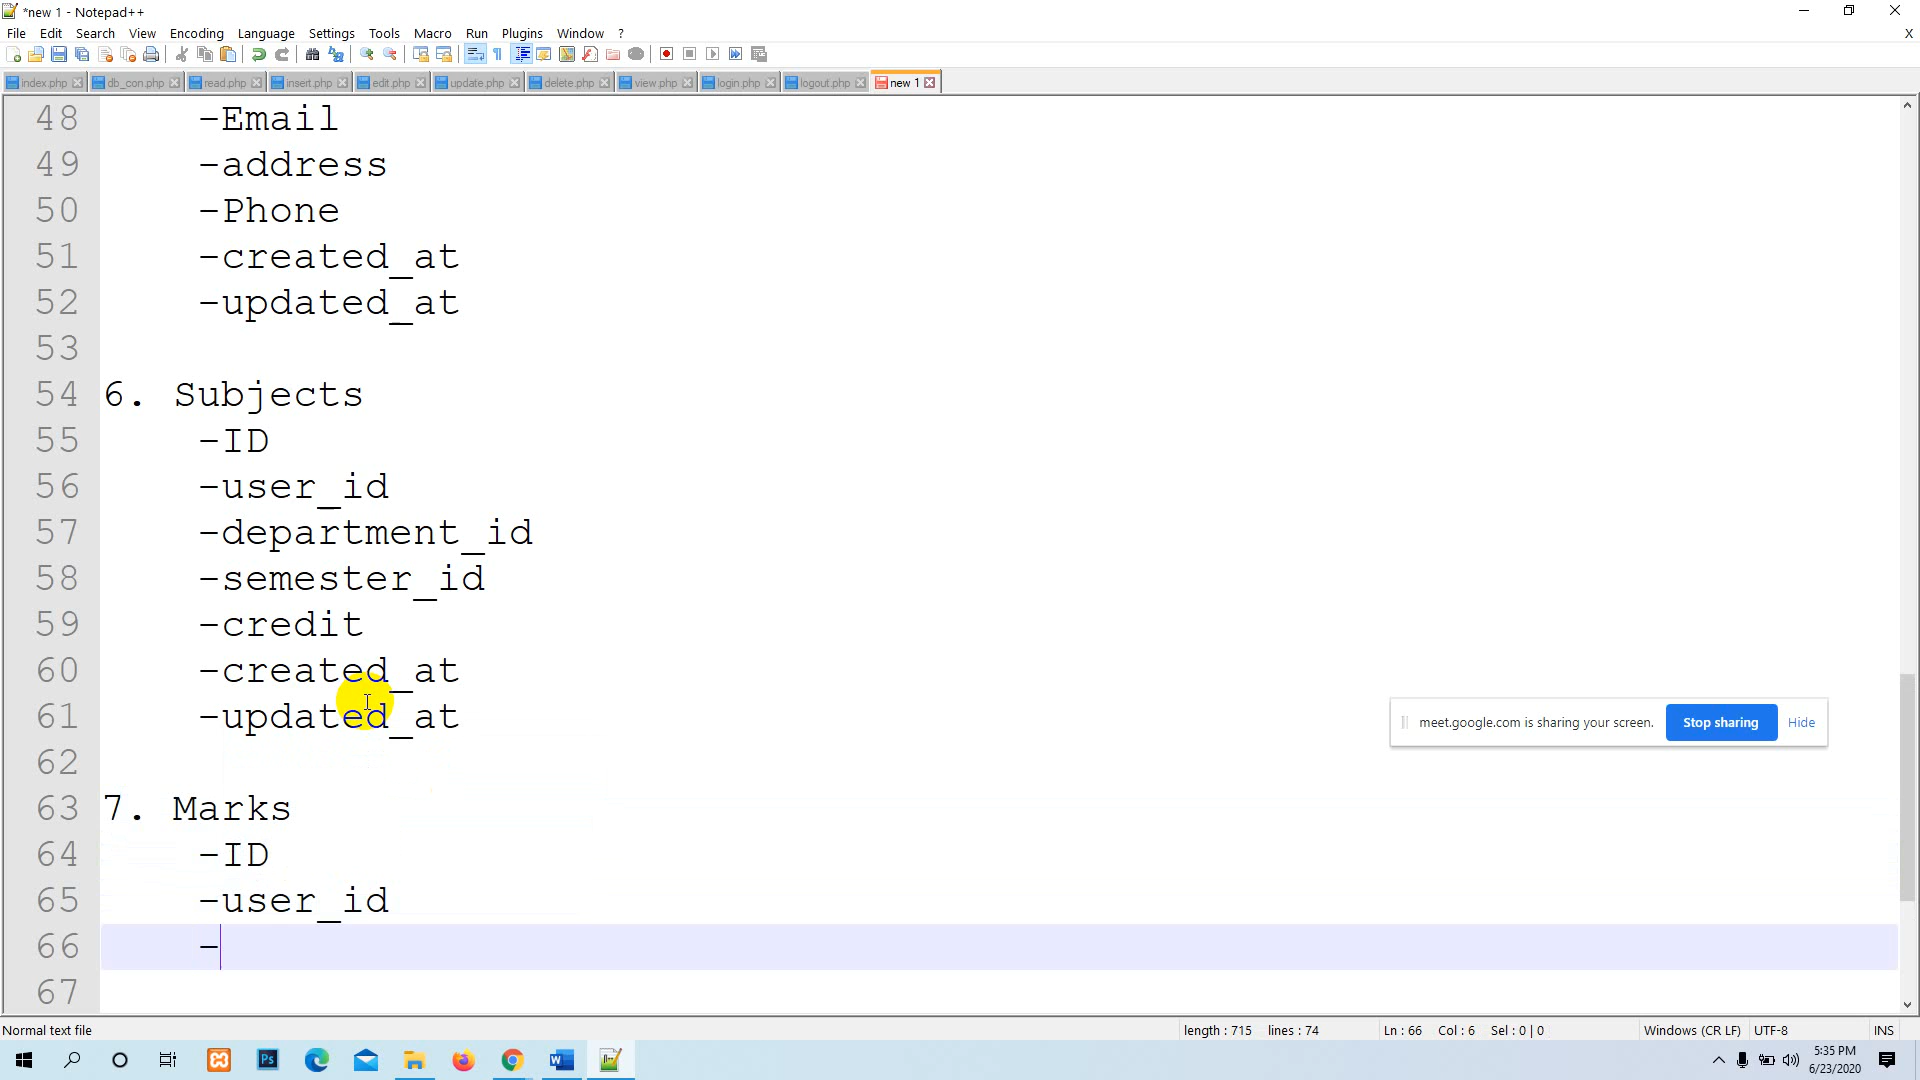 *new 1 - Notepad++
File Edit Search View Encoding Language Settings Tools Macro Run Plugins Window ? X
index.php db_con.php read.php insert.php edit.php update.php delete.php view.php login.php logout.php new 1
48 -Email
49 -address
50 -Phone
51 -created_at
52 -updated_at
53
54 6. Subjects
55 -ID
56 -user_id
57 -department_id
58 -semester_id
59 -credit
60 -created_at
61 -updated_at
meet.google.com is sharing your screen. Stop sharing Hide
62
63 7. Marks
64 -ID
65 -user_id
66 -
67
Normal text file length : 715 lines : 74 Ln : 66 Col : 6 Sel : 0 | 0 Windows (CR LF) UTF-8 INS
Ps W 5:35 PM
6/23/2020